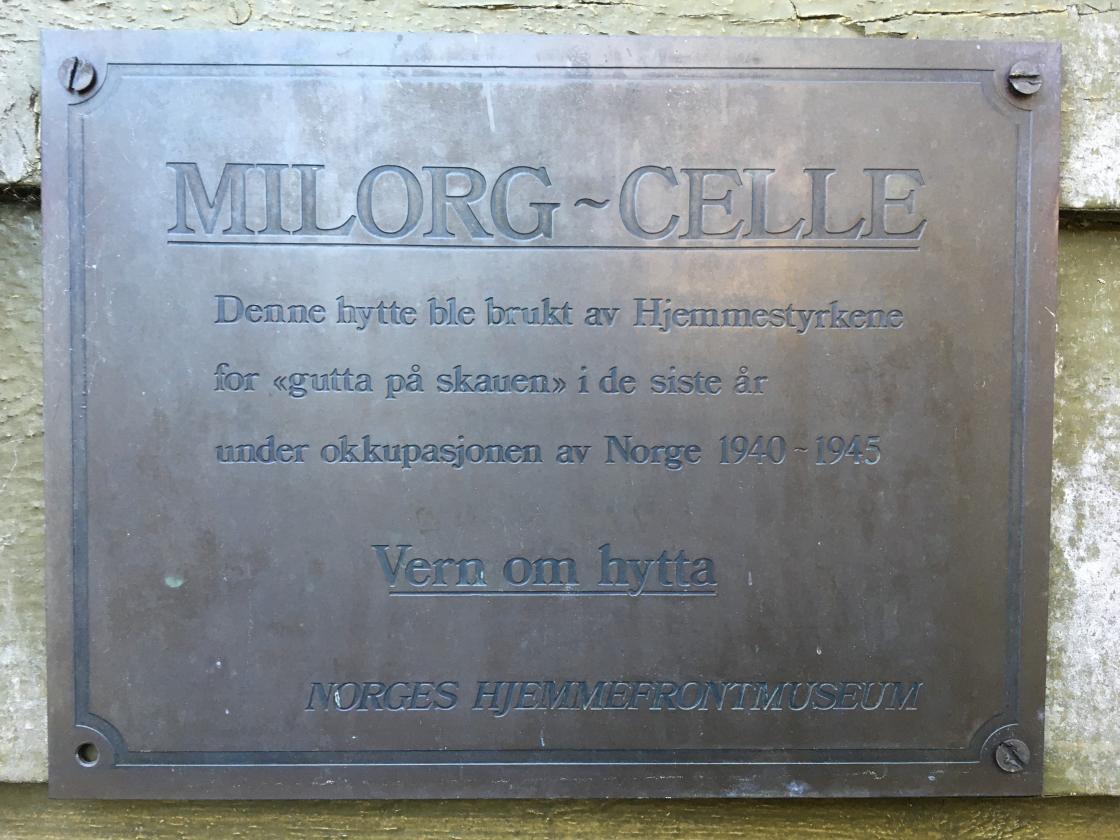 MILORG~CELLE
Denne hytte ble brukt av Hjemmestyrkene
for «gutta på skauen» i de siste år
under okkupasjonen av Norge 1940~1945
Vern om hytta
NORGES HJEMMEFRONTMUSEUM